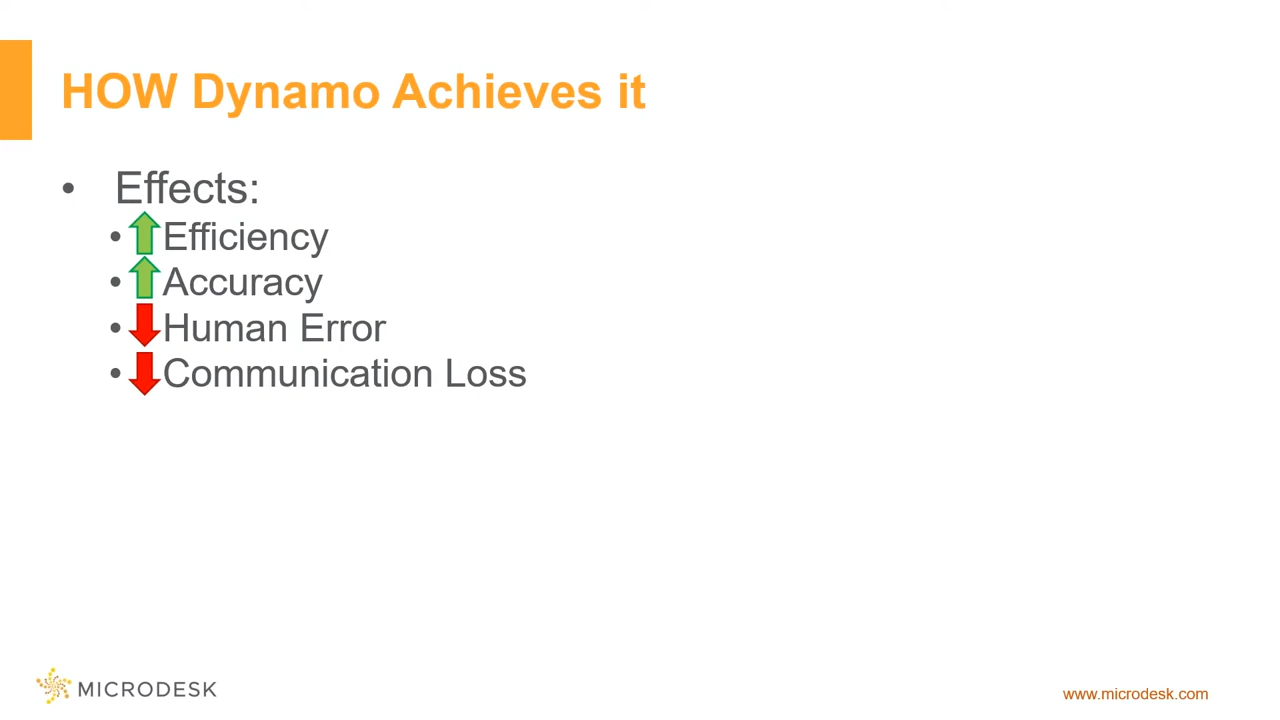 HOW Dynamo Achieves it
• Effects:
• Efficiency
• Accuracy
• Human Error
• Communication Loss
MICRODESK
www.microdesk.com